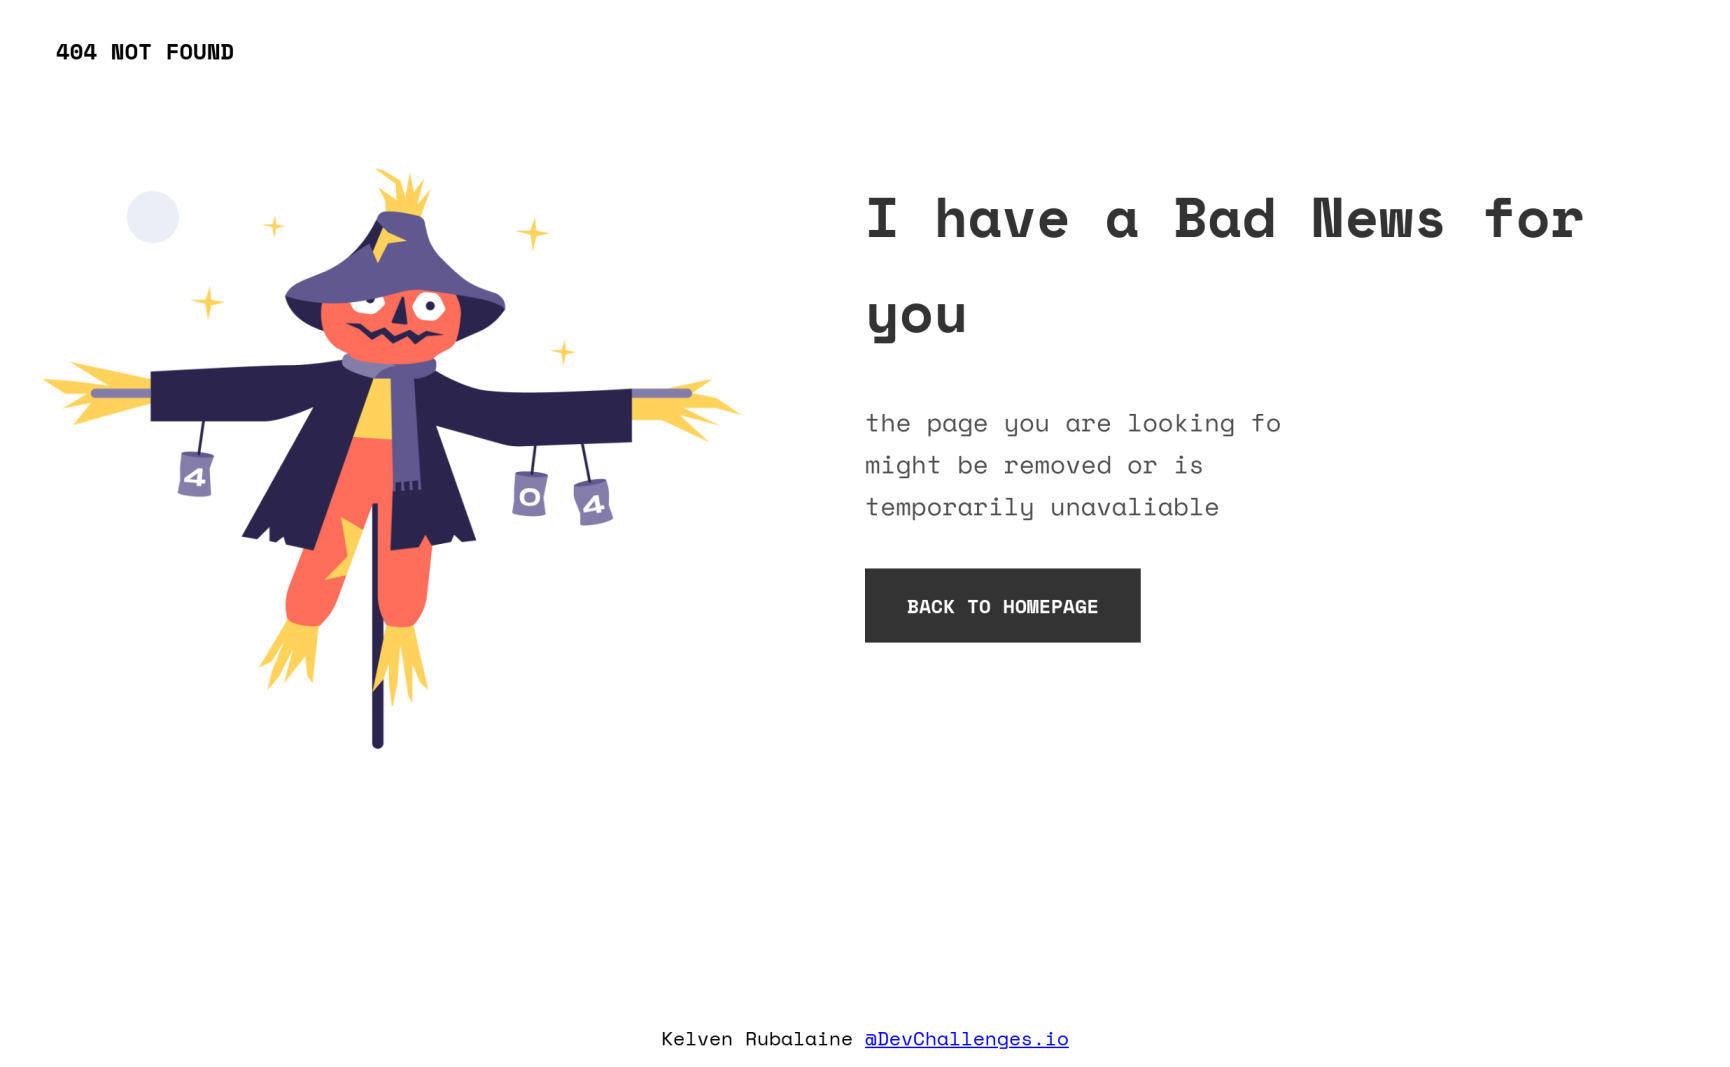 404 NOT FOUND
I have a Bad News for
you
the page you are looking fo
might be removed or is
temporarily unavaliable
4
0
4
BACK TO HOMEPAGE
Kelven Rubalaine @DevChallenges.io